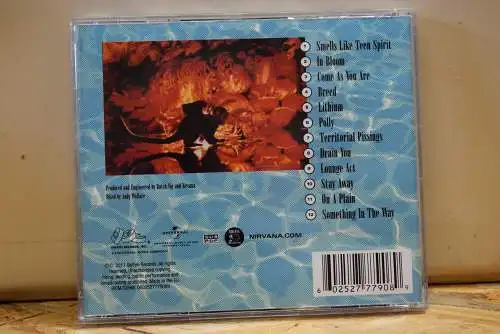 1 Smells Like Teen Spirit
2 In Bloom
3 Come As You Are
4 Breed
5 Lithium
6 Polly
7 Territorial Pissings
8 Drain You
9 Lounge Act
10 Stay Away
11 On A Plain
12 Something In The Way
Produced and Engineered by Butch Vig and Nirvana
Mixed by Andy Wallace
UNIVERSAL
SUB POP
NIRVANA.COM
6 02527 77908 9